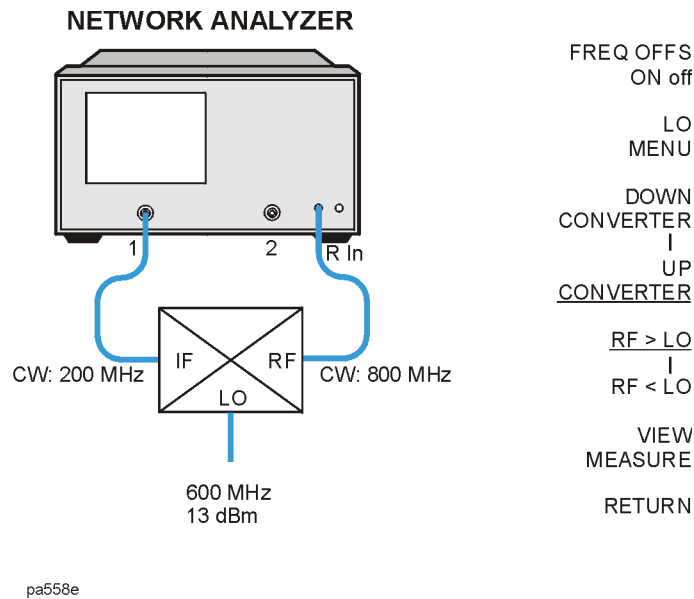 NETWORK ANALYZER
1
2
R In
IF
RF
LO
CW: 200 MHz
CW: 800 MHz
600 MHz
13 dBm
FREQ OFFS
ON off
LO
MENU
DOWN
CONVERTER
UP
CONVERTER
RF > LO
RF < LO
VIEW
MEASURE
RETURN
pa558e